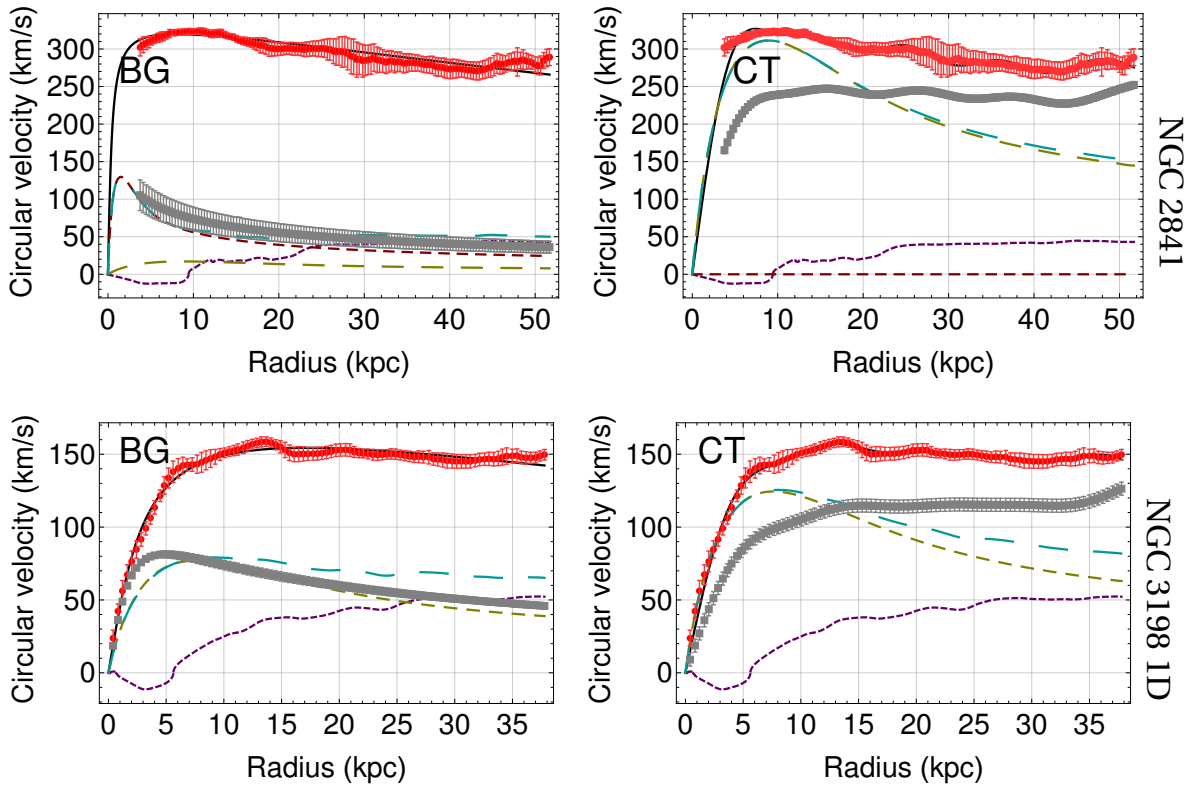 Circular velocity (km/s)
300
250
200
150
100
50
0
BG
0 10 20 30 40 50
Radius (kpc)
Circular velocity (km/s)
300
250
200
150
100
50
0
CT
0 10 20 30 40 50
Radius (kpc)
NGC 2841
Circular velocity (km/s)
150
100
50
0
BG
0 5 10 15 20 25 30 35
Radius (kpc)
Circular velocity (km/s)
150
100
50
0
CT
0 5 10 15 20 25 30 35
Radius (kpc)
NGC 3198 1D